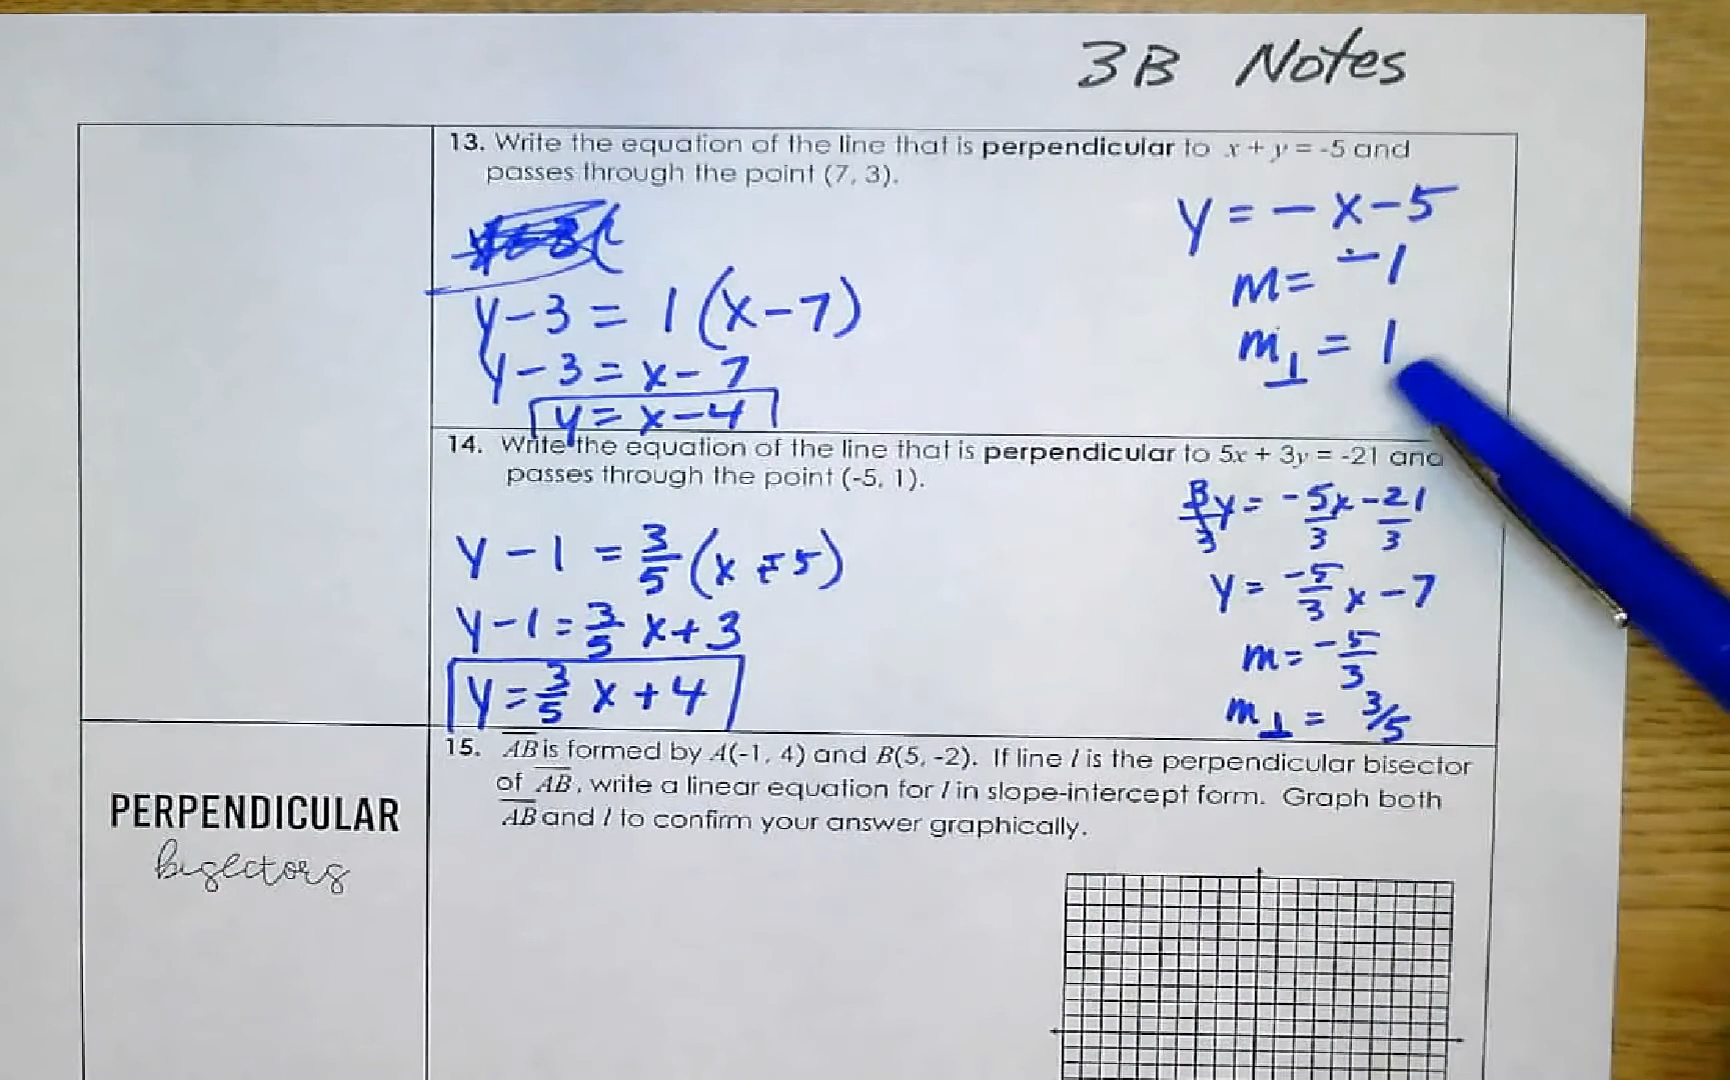 3B Notes
13. Write the equation of the line that is perpendicular to x + y = -5 and
passes through the point (7, 3).
y = - x - 5
m = -1
m⊥ = 1
y - 3 = 1 (x - 7)
y - 3 = x - 7
y = x - 4
14. Write the equation of the line that is perpendicular to 5x + 3y = -21 and
passes through the point (-5, 1).
3y/3 = -5x/3 - 21/3
y = -5/3 x - 7
m = -5/3
m⊥ = 3/5
y - 1 = 3/5 (x + 5)
y - 1 = 3/5 x + 3
y = 3/5 x + 4
PERPENDICULAR
bisectors
15. AB is formed by A(-1, 4) and B(5, -2). If line l is the perpendicular bisector
of AB, write a linear equation for l in slope-intercept form. Graph both
AB and l to confirm your answer graphically.